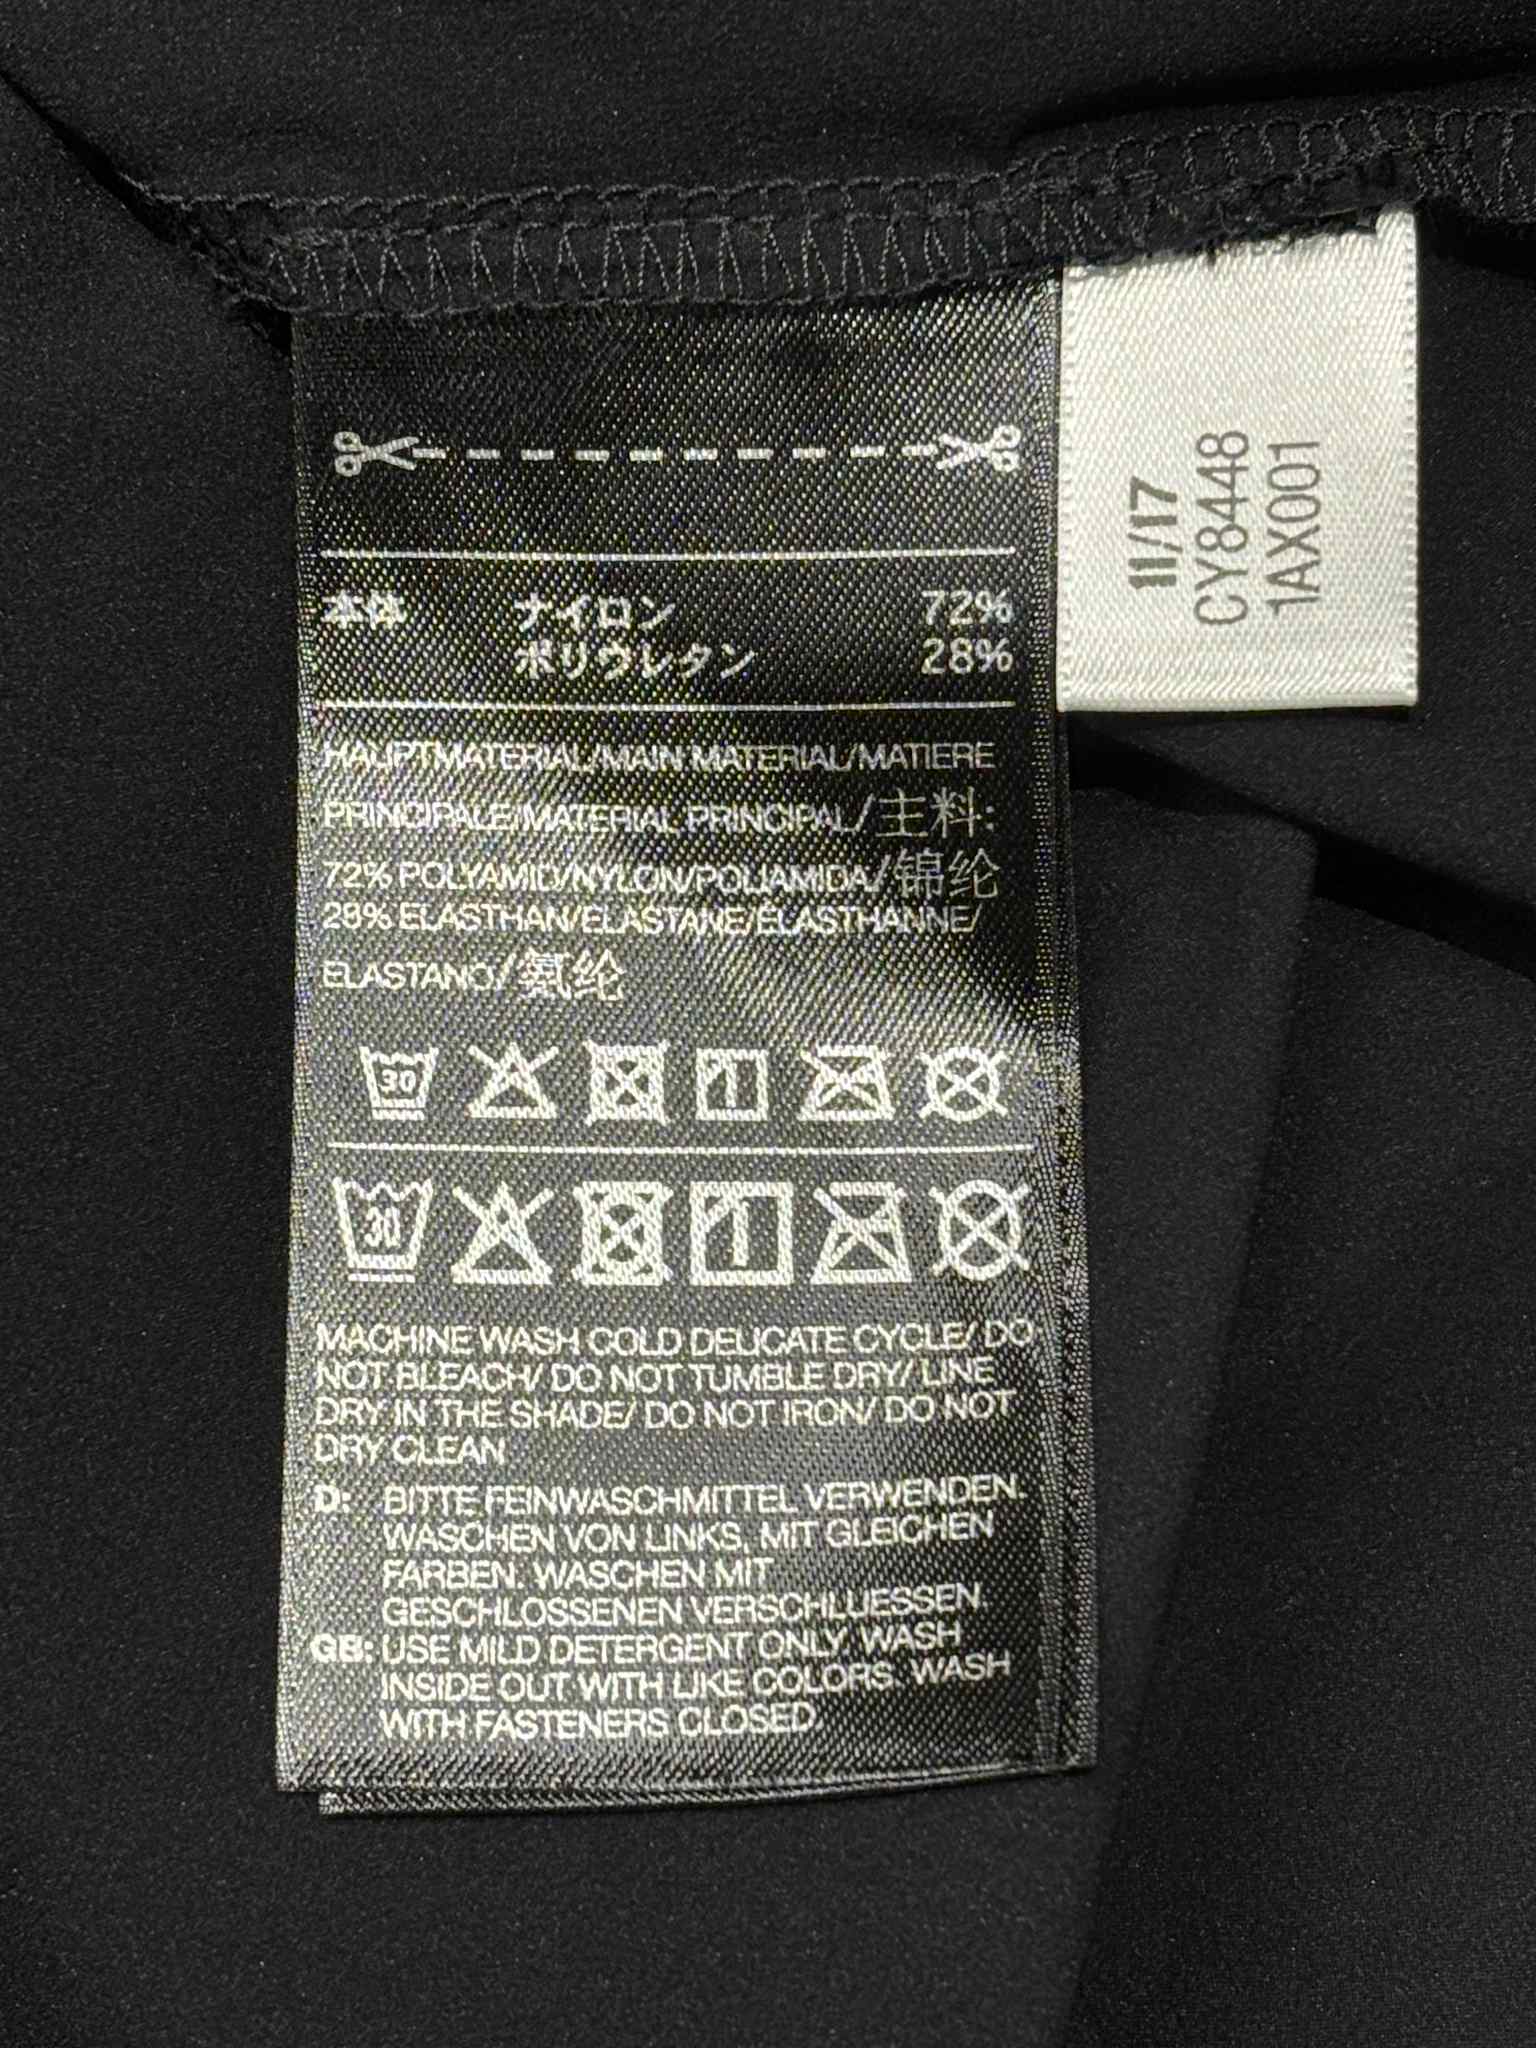 本体 ナイロン 72%
ポリウレタン 28%
HAUPTMATERIAL/MAIN MATERIAL/MATIERE
PRINCIPALE/MATERIAL PRINCIPAL/主料:
72% POLYAMID/NYLON/POLIAMIDA/锦纶
28% ELASTHAN/ELASTANE/ÉLASTHANNE/
ELASTANO/氨纶
30
30
MACHINE WASH COLD DELICATE CYCLE/ DO
NOT BLEACH/ DO NOT TUMBLE DRY/ LINE
DRY IN THE SHADE/ DO NOT IRON/ DO NOT
DRY CLEAN
D: BITTE FEINWASCHMITTEL VERWENDEN.
WASCHEN VON LINKS, MIT GLEICHEN
FARBEN. WASCHEN MIT
GESCHLOSSENEN VERSCHLUESSEN.
GB: USE MILD DETERGENT ONLY. WASH
INSIDE OUT WITH LIKE COLORS. WASH
WITH FASTENERS CLOSED.
11/17
CY8448
1AX001